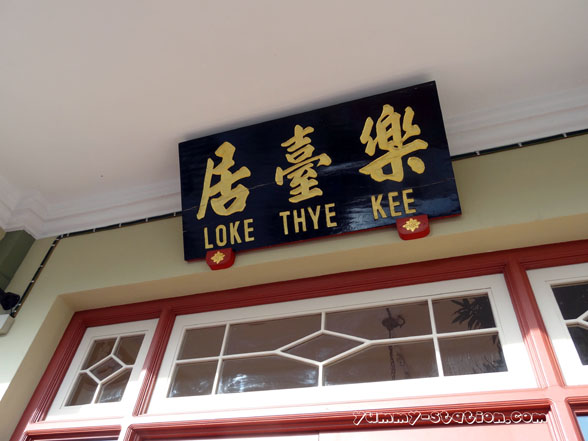 居臺樂
LOKE THYE KEE
yummy-station.com